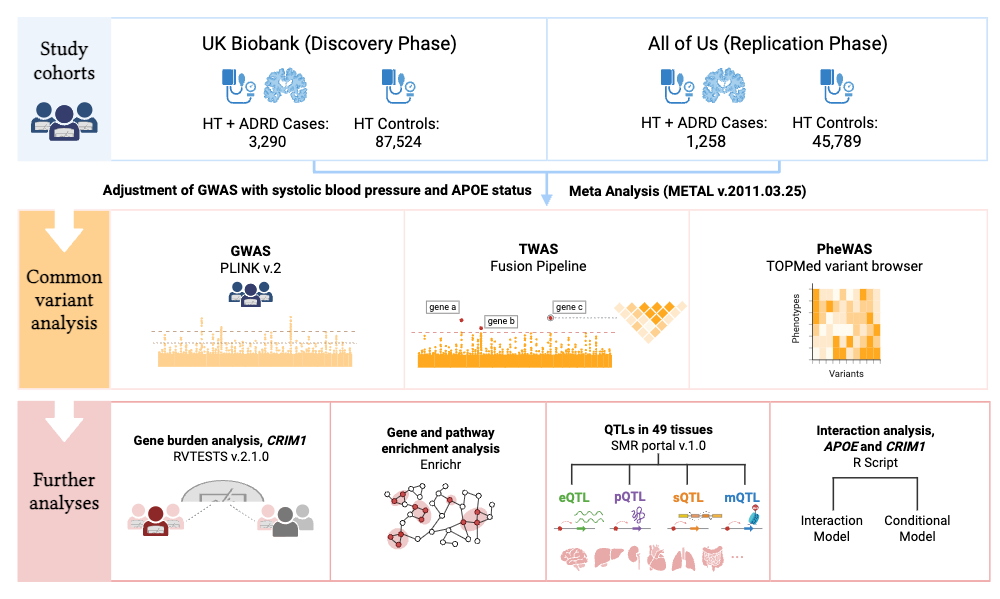 Study
cohorts
UK Biobank (Discovery Phase)
HT + ADRD Cases:
3,290
HT Controls:
87,524
All of Us (Replication Phase)
HT + ADRD Cases:
1,258
HT Controls:
45,789
Adjustment of GWAS with systolic blood pressure and APOE status
Meta Analysis (METAL v.2011.03.25)
Common
variant
analysis
GWAS
PLINK v.2
TWAS
Fusion Pipeline
gene a
gene b
gene c
PheWAS
TOPMed variant browser
Phenotypes
Variants
Further
analyses
Gene burden analysis, CRIM1
RVTESTS v.2.1.0
Gene and pathway
enrichment analysis
Enrichr
QTLs in 49 tissues
SMR portal v.1.0
eQTL
pQTL
sQTL
mQTL
...
Interaction analysis,
APOE and CRIM1
R Script
Interaction
Model
Conditional
Model